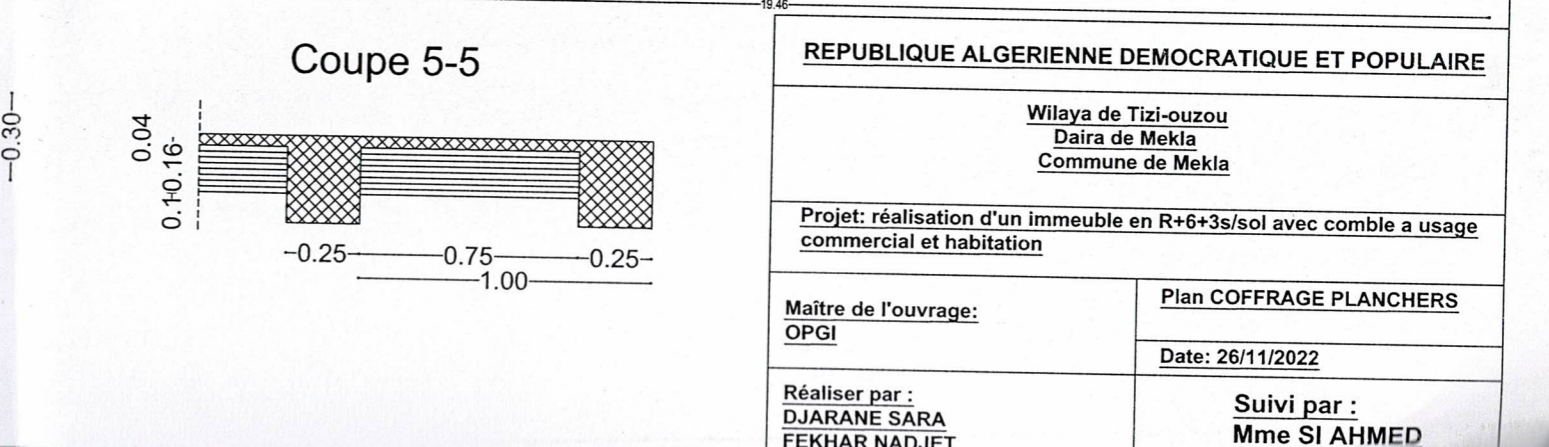 19.46
Coupe 5-5
0.30
0.04
0.16
0.1
0.25
0.75
0.25
1.00
REPUBLIQUE ALGERIENNE DEMOCRATIQUE ET POPULAIRE
Wilaya de Tizi-ouzou
Daira de Mekla
Commune de Mekla
Projet: réalisation d'un immeuble en R+6+3s/sol avec comble a usage
commercial et habitation
Maître de l'ouvrage:
OPGI
Plan COFFRAGE PLANCHERS
Date: 26/11/2022
Réaliser par :
DJARANE SARA
FEKHAR NADJET
Suivi par :
Mme SI AHMED